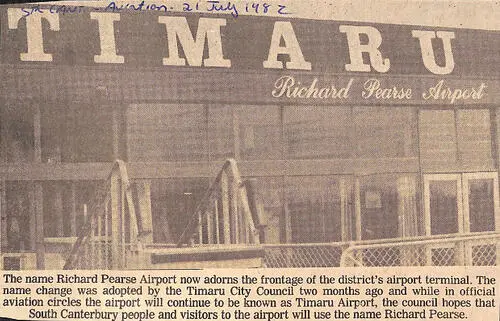 Sth CANT - Aviation - 21 July 1982
TIMARU
Richard Pearse Airport
The name Richard Pearse Airport now adorns the frontage of the district's airport terminal. The
name change was adopted by the Timaru City Council two months ago and while in official
aviation circles the airport will continue to be known as Timaru Airport, the council hopes that
South Canterbury people and visitors to the airport will use the name Richard Pearse.